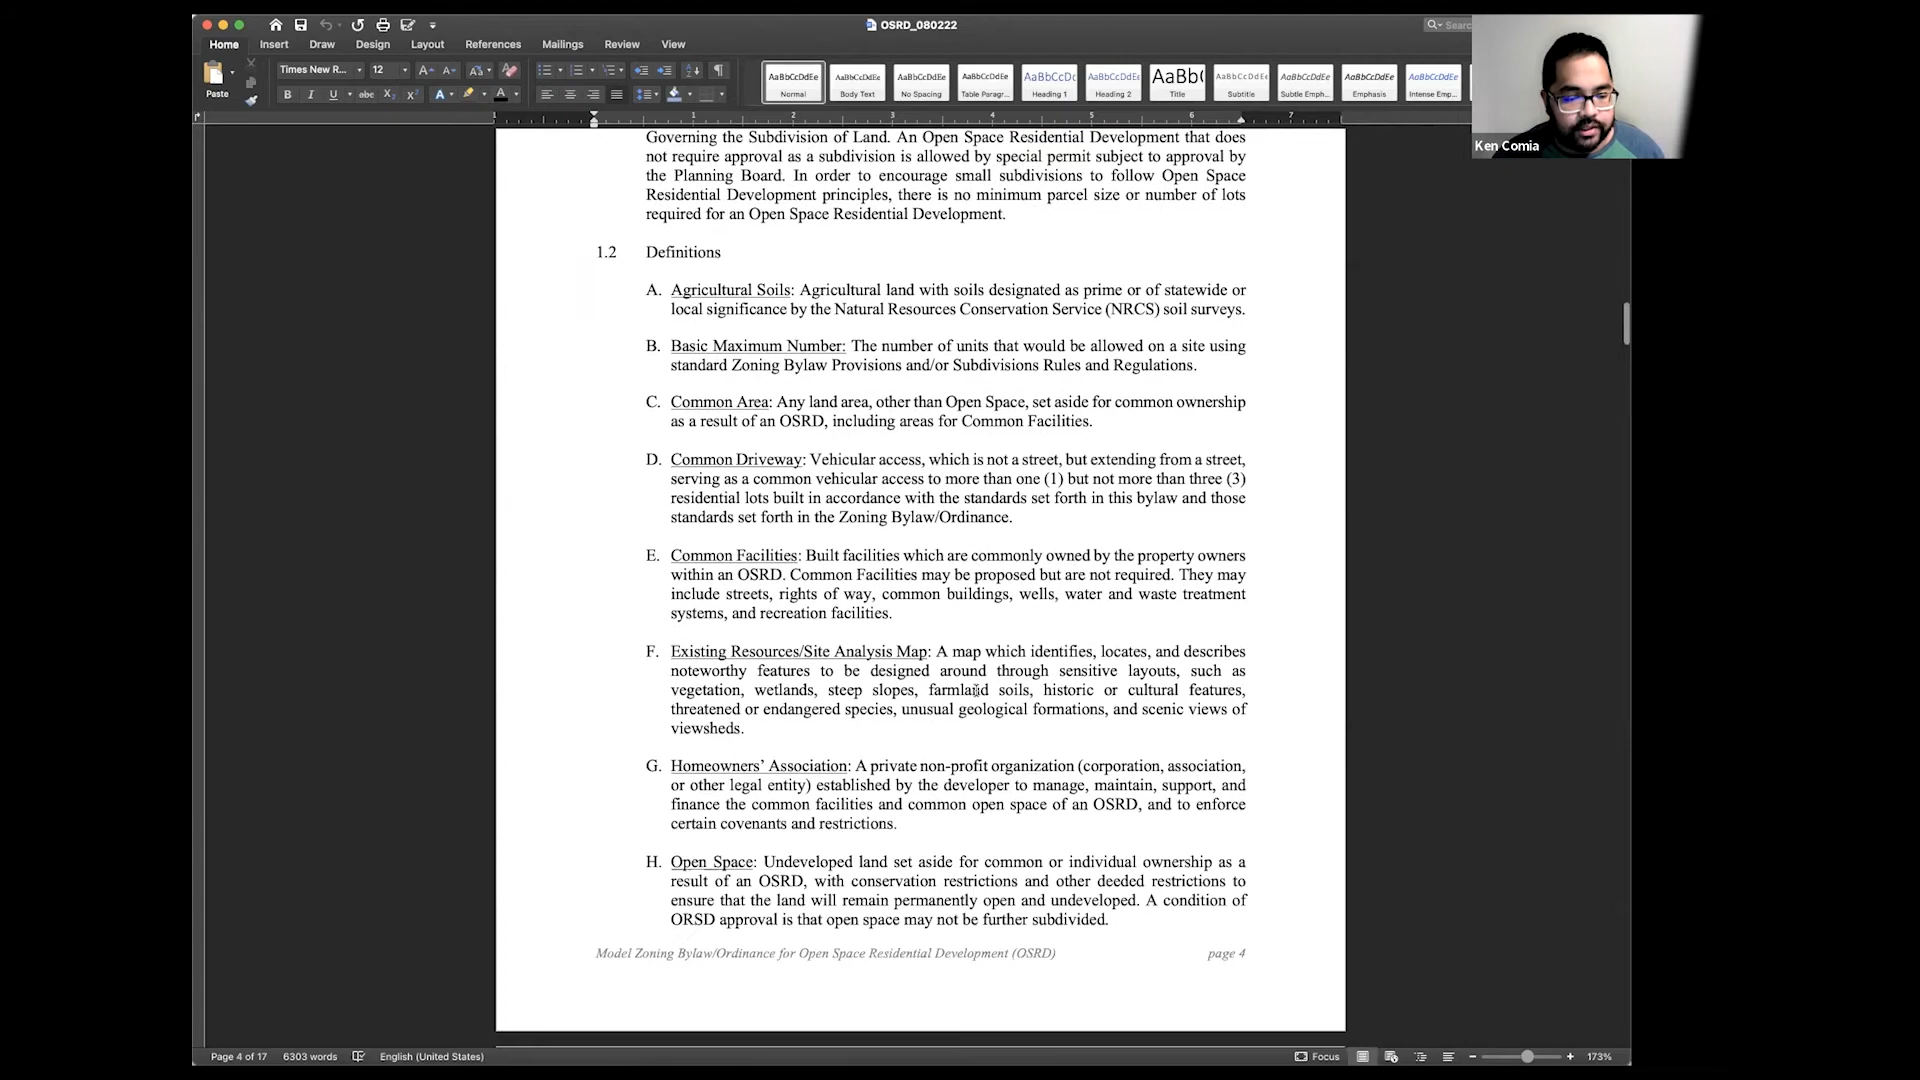 OSRD_080222
Searc
Home Insert Draw Design Layout References Mailings Review View
Times New R... 12
Paste
AaBbCcDdEe AaBbCcDdEe AaBbCcDdEe AaBbCcDdEe AaBbCcDc AaBbCcDdEe AaBb( AaBbCcDdEe AaBbCcDdEe AaBbCcDdEe AaBbCcDdEe
Normal Body Text No Spacing Table Paragr... Heading 1 Heading 2 Title Subtitle Subtle Emph... Emphasis Intense Emp...
Ken Comia
1 1 2 3 4 5 6 7
Governing the Subdivision of Land. An Open Space Residential Development that does
not require approval as a subdivision is allowed by special permit subject to approval by
the Planning Board. In order to encourage small subdivisions to follow Open Space
Residential Development principles, there is no minimum parcel size or number of lots
required for an Open Space Residential Development.
1.2 Definitions
A. Agricultural Soils: Agricultural land with soils designated as prime or of statewide or
local significance by the Natural Resources Conservation Service (NRCS) soil surveys.
B. Basic Maximum Number: The number of units that would be allowed on a site using
standard Zoning Bylaw Provisions and/or Subdivisions Rules and Regulations.
C. Common Area: Any land area, other than Open Space, set aside for common ownership
as a result of an OSRD, including areas for Common Facilities.
D. Common Driveway: Vehicular access, which is not a street, but extending from a street,
serving as a common vehicular access to more than one (1) but not more than three (3)
residential lots built in accordance with the standards set forth in this bylaw and those
standards set forth in the Zoning Bylaw/Ordinance.
E. Common Facilities: Built facilities which are commonly owned by the property owners
within an OSRD. Common Facilities may be proposed but are not required. They may
include streets, rights of way, common buildings, wells, water and waste treatment
systems, and recreation facilities.
F. Existing Resources/Site Analysis Map: A map which identifies, locates, and describes
noteworthy features to be designed around through sensitive layouts, such as
vegetation, wetlands, steep slopes, farmland soils, historic or cultural features,
threatened or endangered species, unusual geological formations, and scenic views of
viewsheds.
G. Homeowners’ Association: A private non-profit organization (corporation, association,
or other legal entity) established by the developer to manage, maintain, support, and
finance the common facilities and common open space of an OSRD, and to enforce
certain covenants and restrictions.
H. Open Space: Undeveloped land set aside for common or individual ownership as a
result of an OSRD, with conservation restrictions and other deeded restrictions to
ensure that the land will remain permanently open and undeveloped. A condition of
ORSD approval is that open space may not be further subdivided.
Model Zoning Bylaw/Ordinance for Open Space Residential Development (OSRD) page 4
Page 4 of 17 6303 words English (United States) Focus 173%